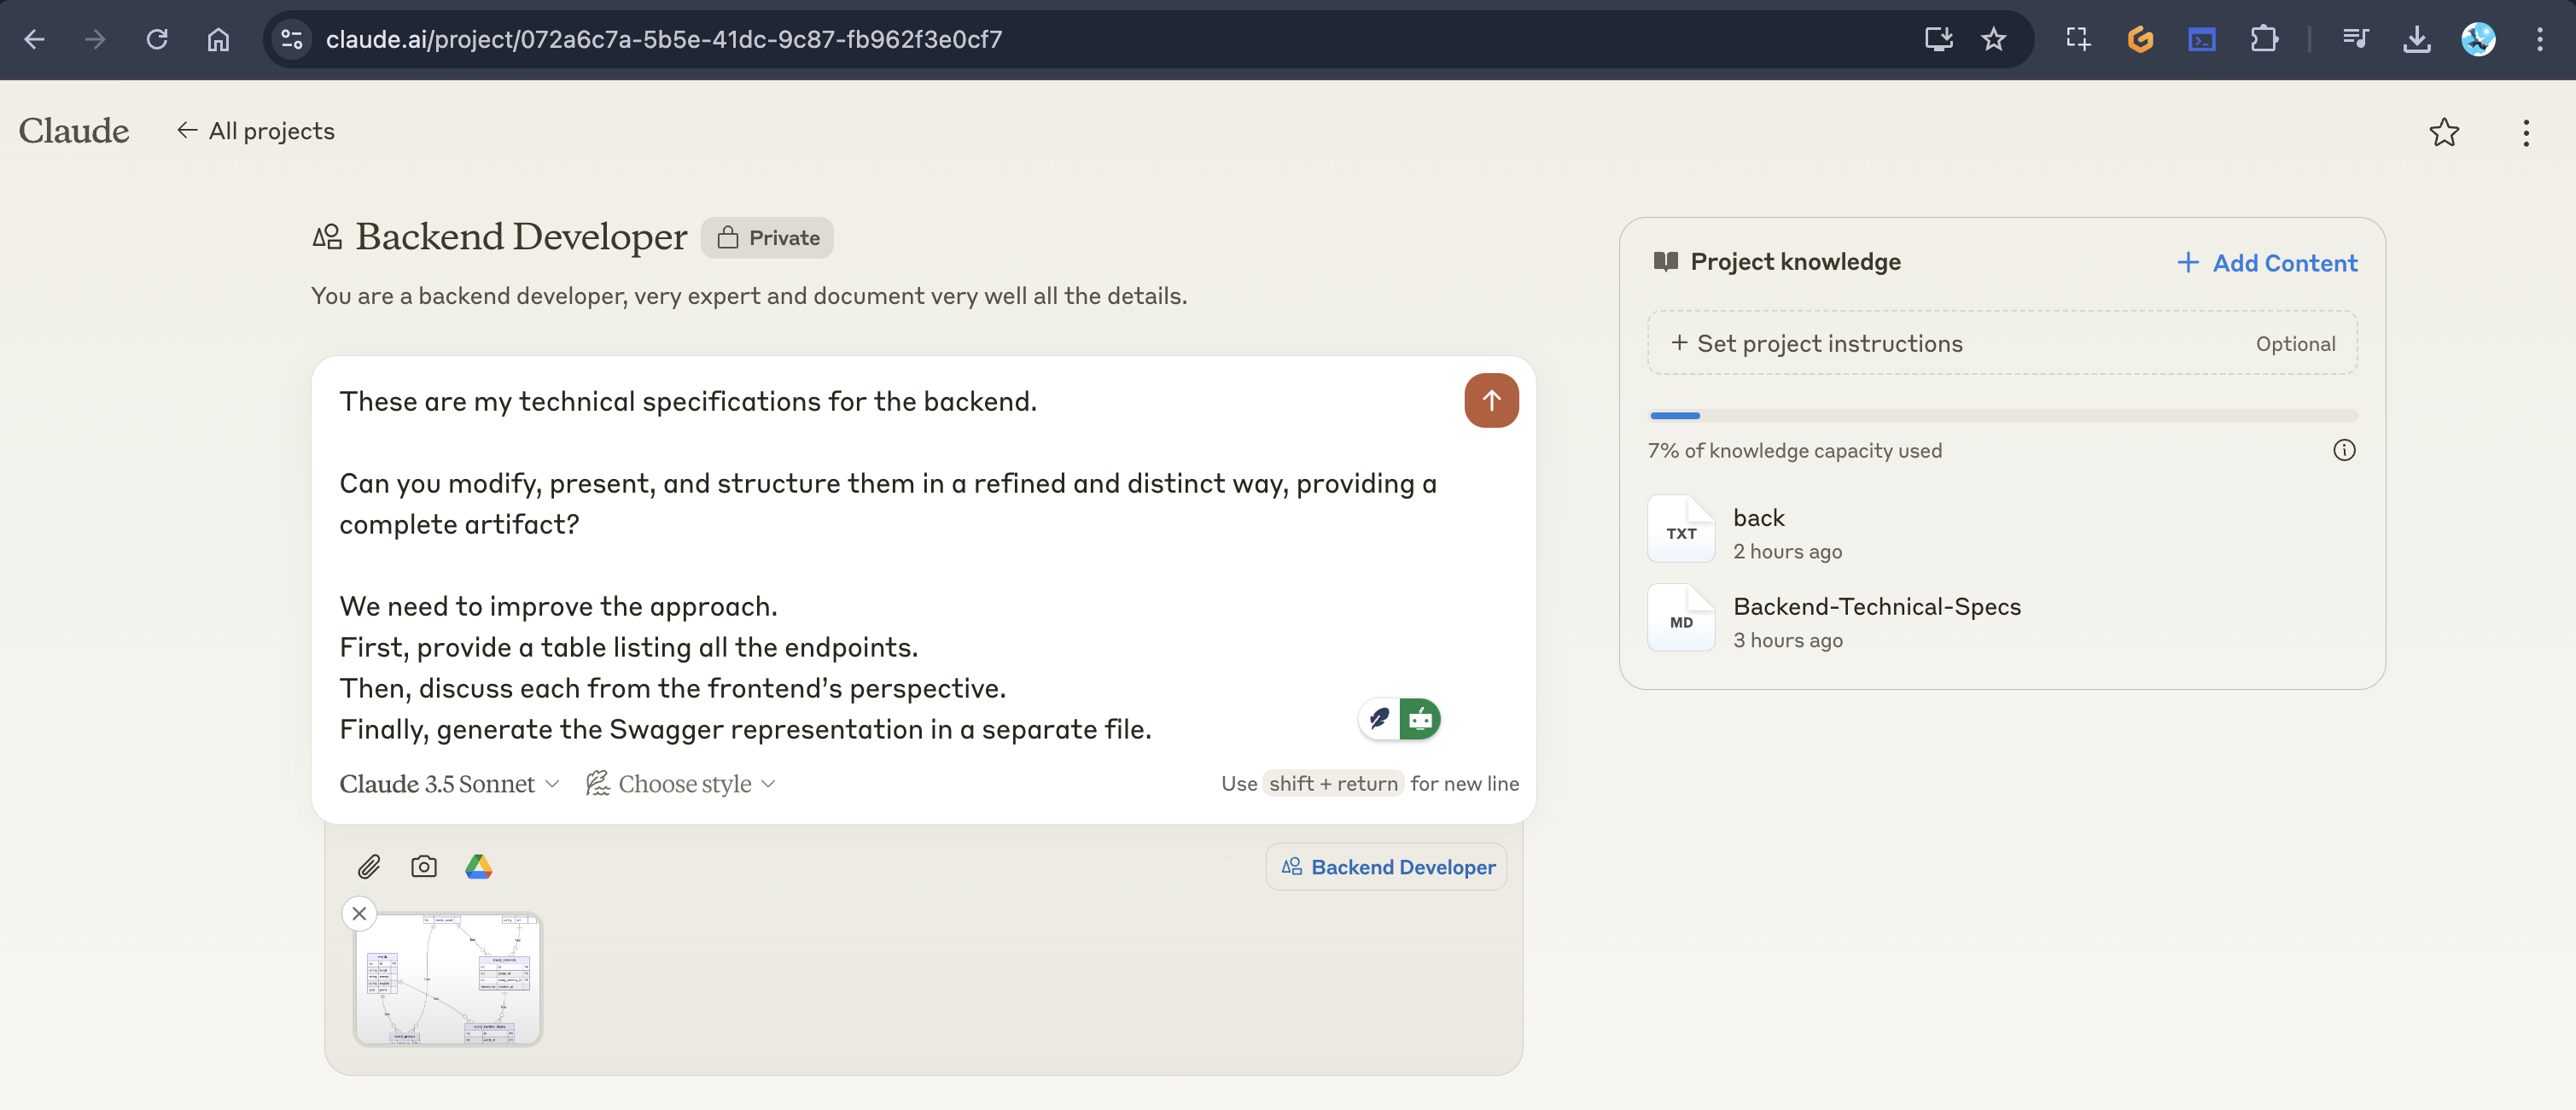 claude.ai/project/072a6c7a-5b5e-41dc-9c87-fb962f3e0cf7
Claude
← All projects
Backend Developer
Private
You are a backend developer, very expert and document very well all the details.
These are my technical specifications for the backend.
Can you modify, present, and structure them in a refined and distinct way, providing a
complete artifact?
We need to improve the approach.
First, provide a table listing all the endpoints.
Then, discuss each from the frontend’s perspective.
Finally, generate the Swagger representation in a separate file.
Claude 3.5 Sonnet
Choose style
Use shift + return for new line
Backend Developer
Project knowledge
+ Add Content
+ Set project instructions
Optional
7% of knowledge capacity used
TXT
back
2 hours ago
MD
Backend-Technical-Specs
3 hours ago